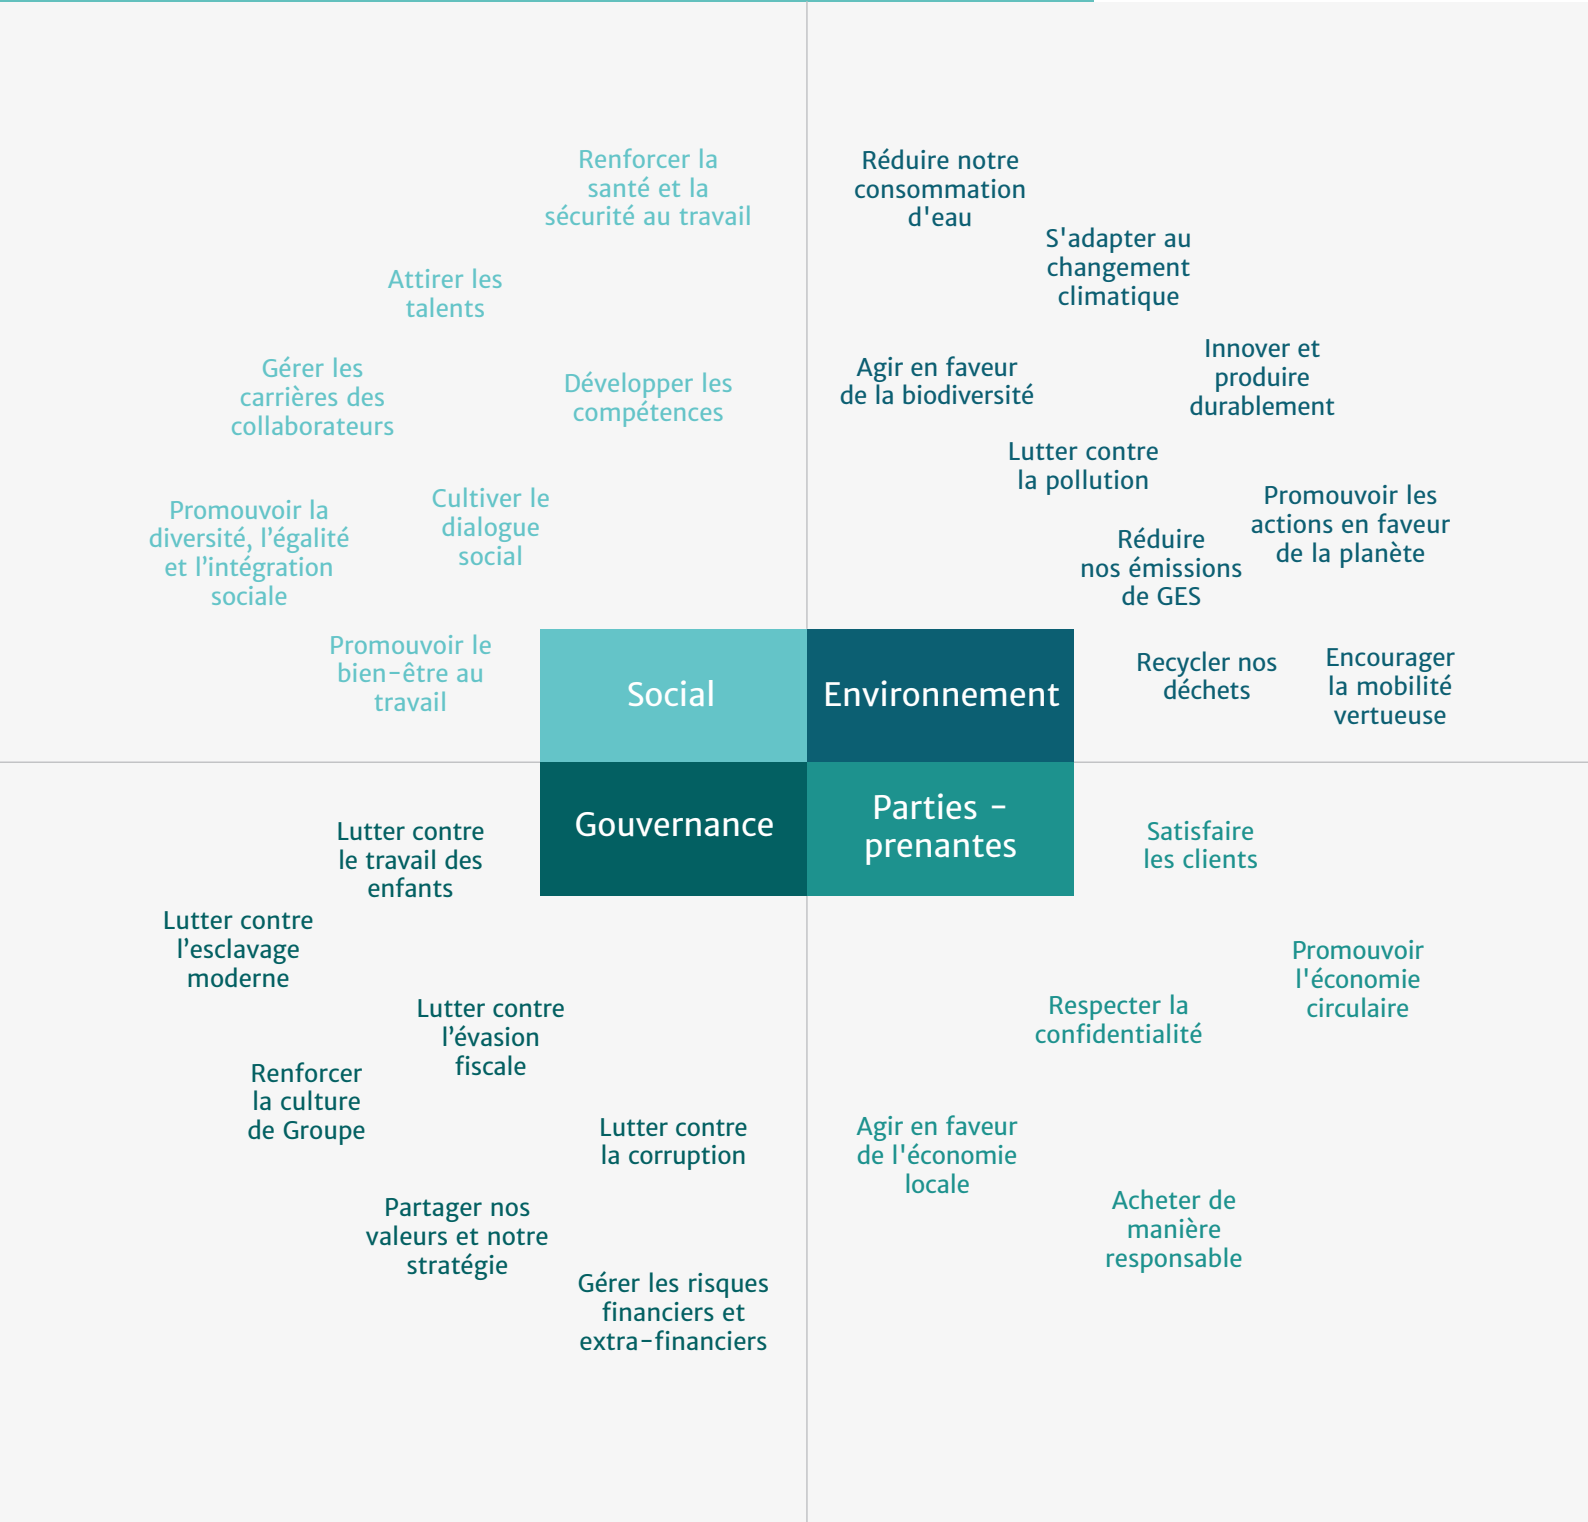 Renforcer la
santé et la
sécurité au travail
Attirer les
talents
Gérer les
carrières des
collaborateurs
Développer les
compétences
Promouvoir la
diversité, l’égalité
et l’intégration
sociale
Cultiver le
dialogue
social
Promouvoir le
bien-être au
travail
Social
Réduire notre
consommation
d'eau
S'adapter au
changement
climatique
Agir en faveur
de la biodiversité
Innover et
produire
durablement
Lutter contre
la pollution
Promouvoir les
actions en faveur
de la planète
Réduire
nos émissions
de GES
Environnement
Recycler nos
déchets
Encourager
la mobilité
vertueuse
Gouvernance
Lutter contre
le travail des
enfants
Lutter contre
l’esclavage
moderne
Lutter contre
l’évasion
fiscale
Renforcer
la culture
de Groupe
Lutter contre
la corruption
Partager nos
valeurs et notre
stratégie
Gérer les risques
financiers et
extra-financiers
Parties -
prenantes
Satisfaire
les clients
Promouvoir
l'économie
circulaire
Respecter la
confidentialité
Agir en faveur
de l'économie
locale
Acheter de
manière
responsable